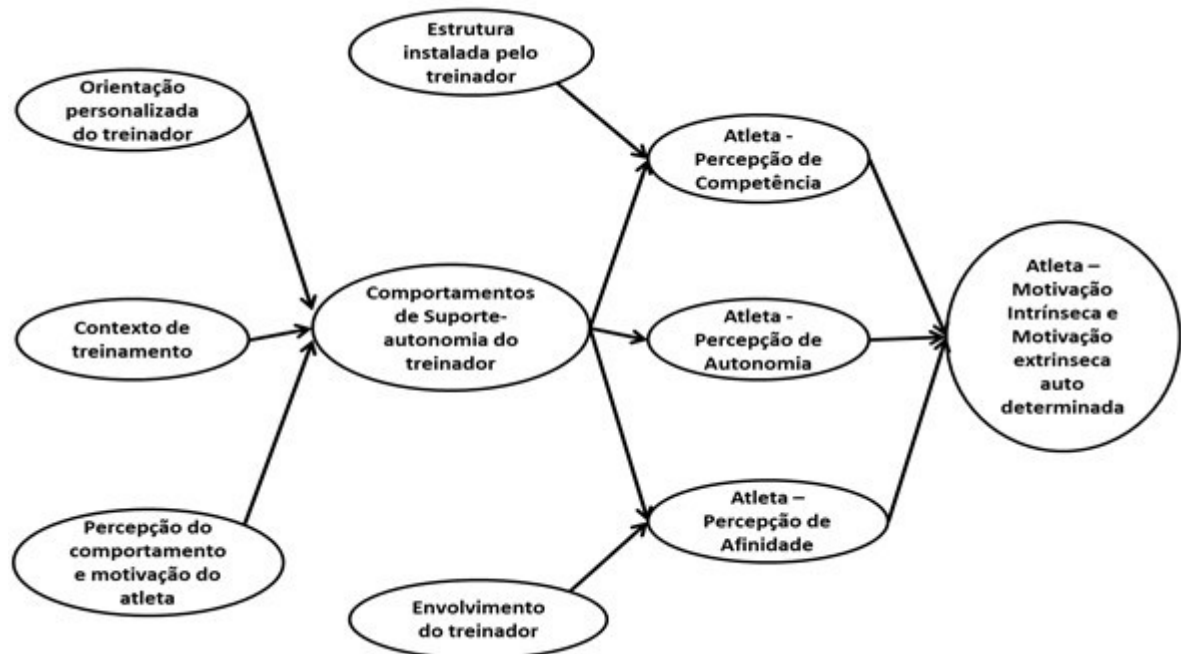 Orientação
personalizada
do treinador
Contexto de
treinamento
Percepção do
comportamento
e motivação do
atleta
Estrutura
instalada pelo
treinador
Comportamentos
de Suporte-
autonomia do
treinador
Envolvimento
do treinador
Atleta -
Percepção de
Competência
Atleta -
Percepção de
Autonomia
Atleta –
Percepção de
Afinidade
Atleta –
Motivação
Intrínseca e
Motivação
extrinseca
auto
determinada